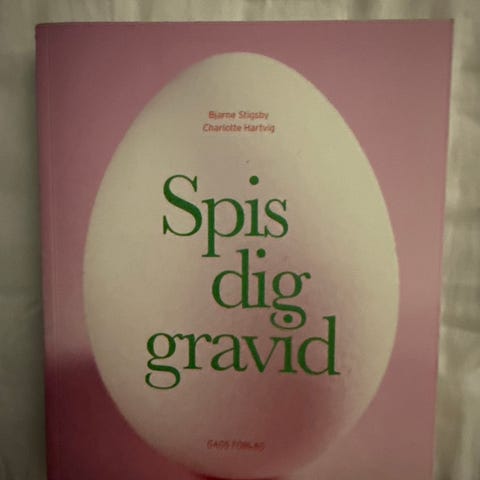 Bjarne Stigsby
Charlotte Hartvig
Spis
dig
gravid
GADS FORLAG